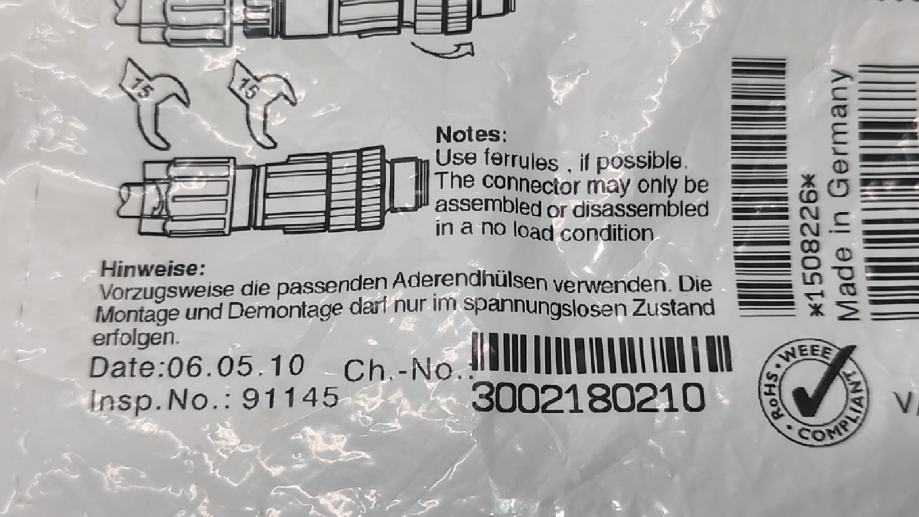 15
15
Notes:
Use ferrules , if possible.
The connector may only be
assembled or disassembled
in a no load condition
Hinweise:
Vorzugsweise die passenden Aderendhülsen verwenden. Die
Montage und Demontage darf nur im spannungslosen Zustand
erfolgen.
Date:06.05.10
Ch.-No.:
3002180210
Insp.No.: 91145
*1508226*
Made in Germany
RoHS • WEEE
• COMPLIANT